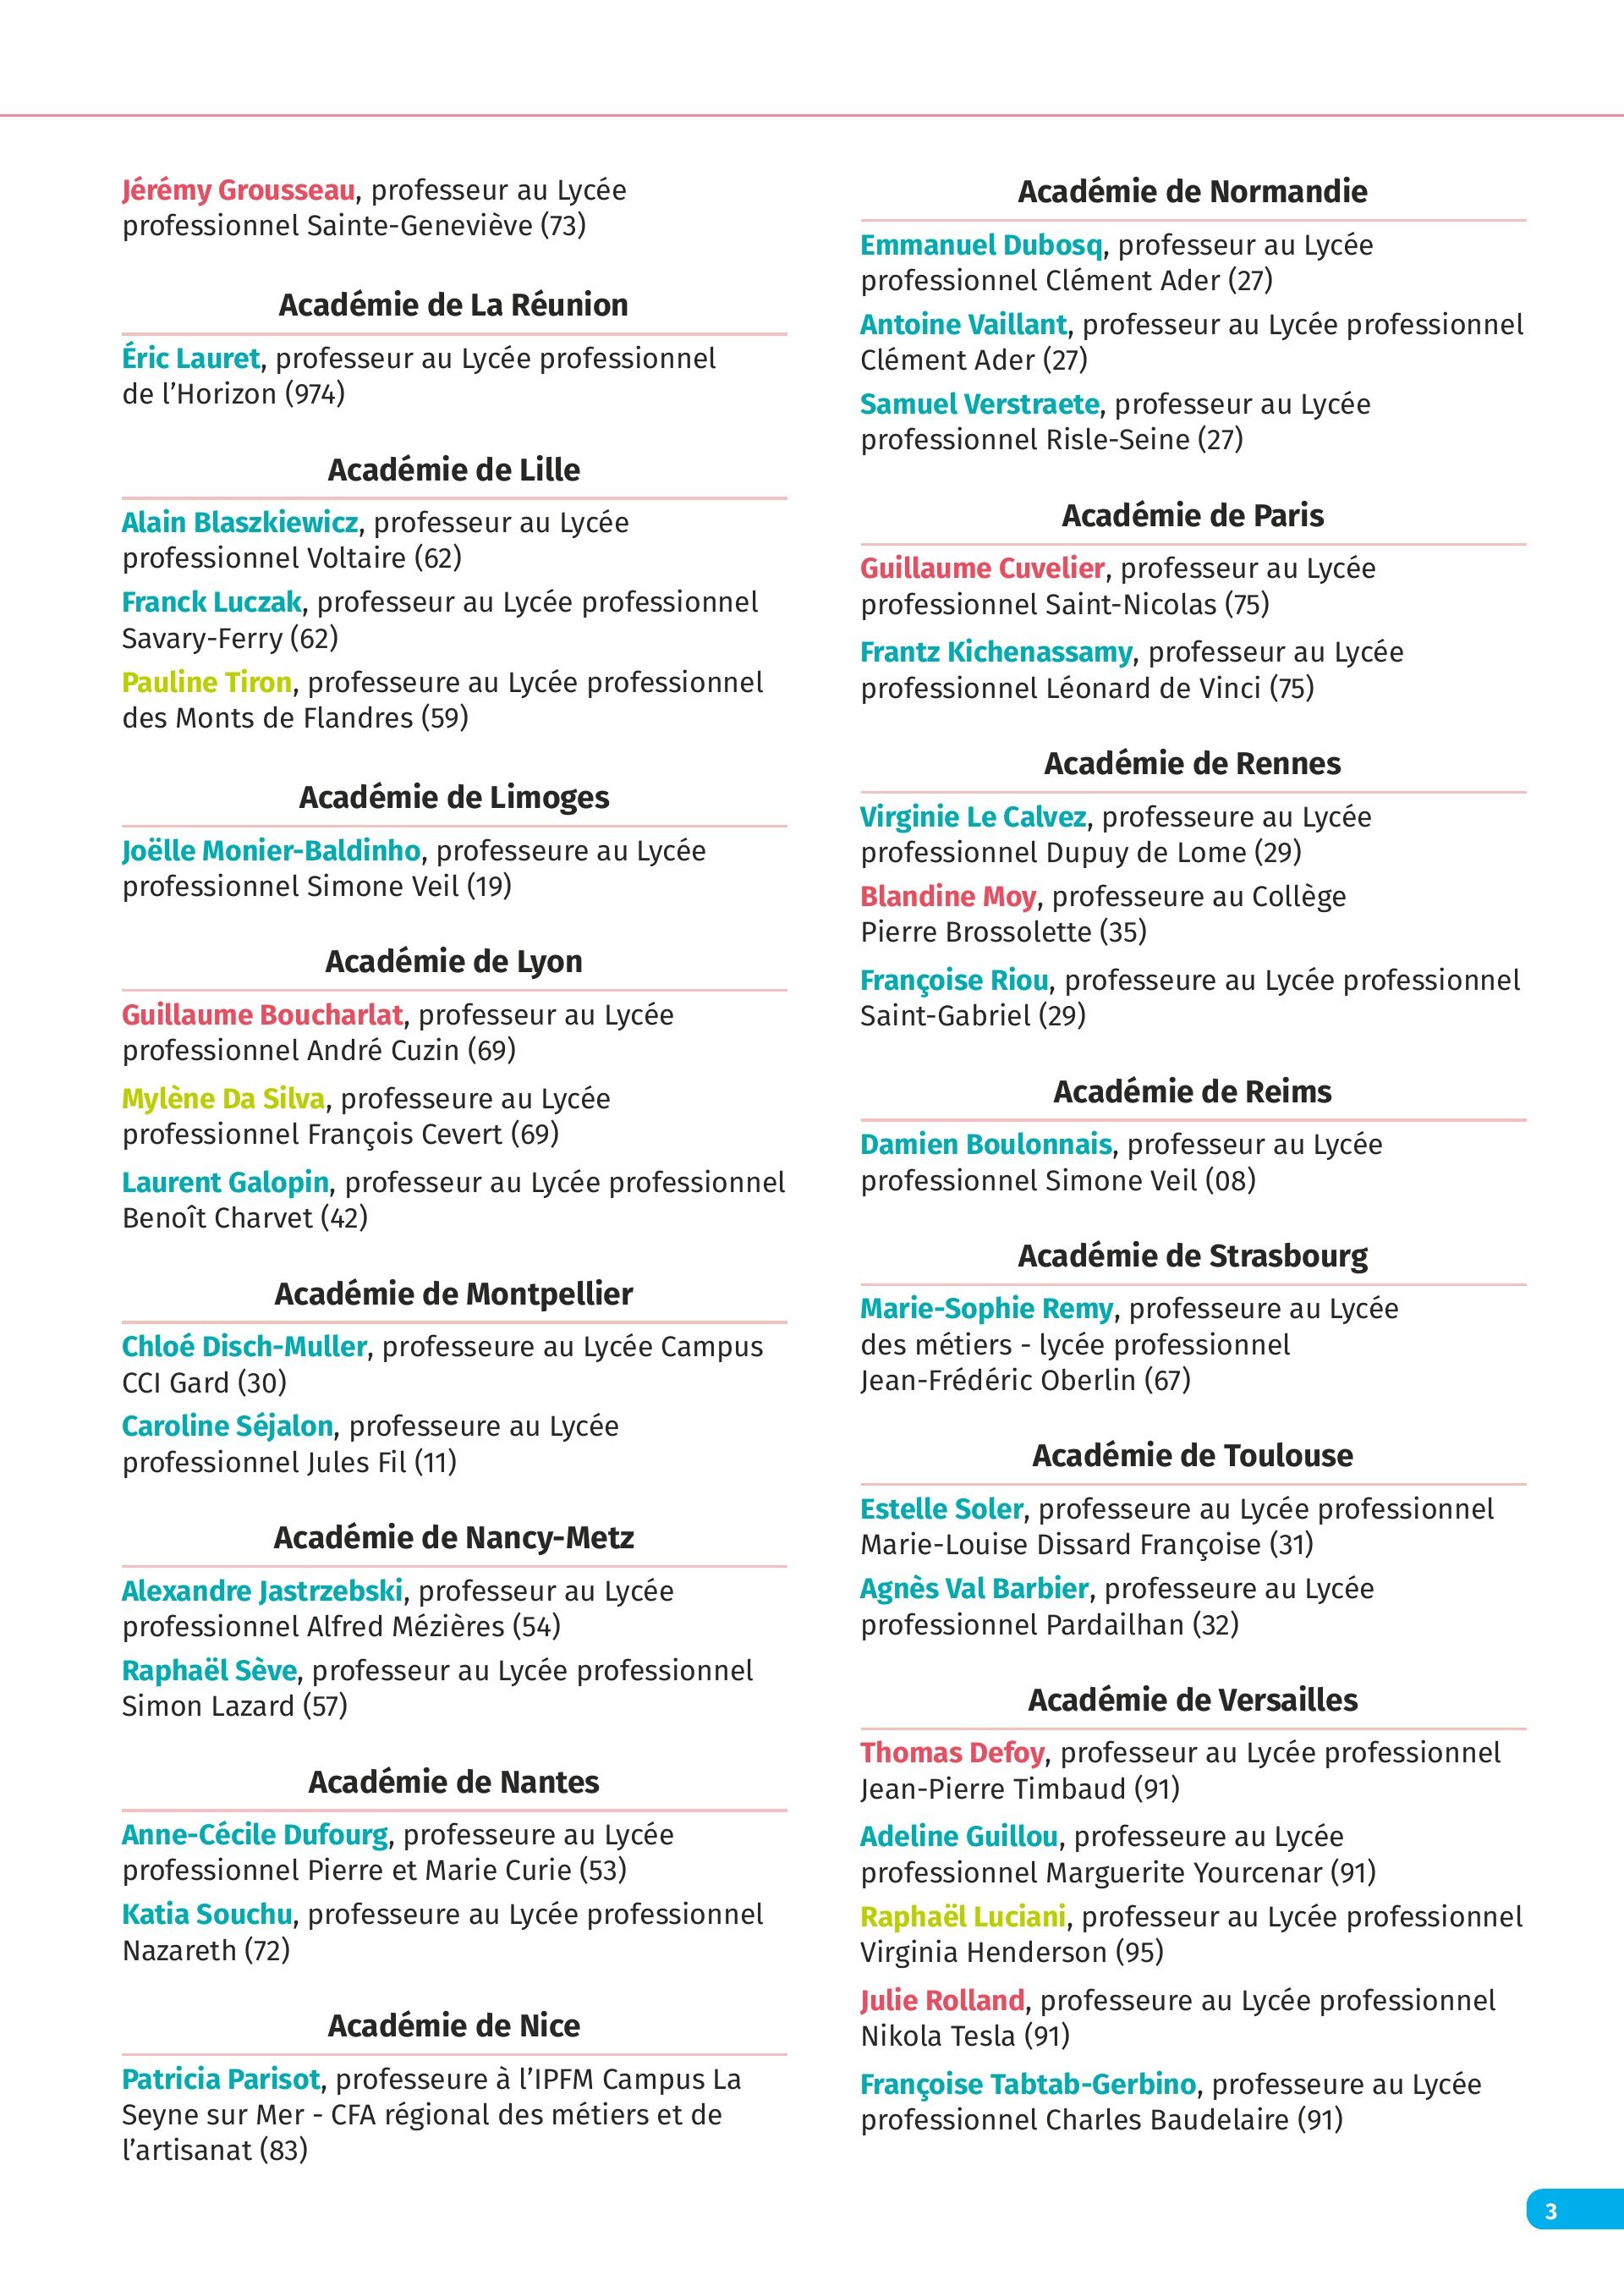 Jérémy Grousseau, professeur au Lycée
professionnel Sainte-Geneviève (73)
Académie de La Réunion
Éric Lauret, professeur au Lycée professionnel
de l’Horizon (974)
Académie de Lille
Alain Blaszkiewicz, professeur au Lycée
professionnel Voltaire (62)
Franck Luczak, professeur au Lycée professionnel
Savary-Ferry (62)
Pauline Tiron, professeure au Lycée professionnel
des Monts de Flandres (59)
Académie de Limoges
Joëlle Monier-Baldinho, professeure au Lycée
professionnel Simone Veil (19)
Académie de Lyon
Guillaume Boucharlat, professeur au Lycée
professionnel André Cuzin (69)
Mylène Da Silva, professeure au Lycée
professionnel François Cevert (69)
Laurent Galopin, professeur au Lycée professionnel
Benoît Charvet (42)
Académie de Montpellier
Chloé Disch-Muller, professeure au Lycée Campus
CCI Gard (30)
Caroline Séjalon, professeure au Lycée
professionnel Jules Fil (11)
Académie de Nancy-Metz
Alexandre Jastrzebski, professeur au Lycée
professionnel Alfred Mézières (54)
Raphaël Sève, professeur au Lycée professionnel
Simon Lazard (57)
Académie de Nantes
Anne-Cécile Dufourg, professeure au Lycée
professionnel Pierre et Marie Curie (53)
Katia Souchu, professeure au Lycée professionnel
Nazareth (72)
Académie de Nice
Patricia Parisot, professeure à l’IPFM Campus La
Seyne sur Mer - CFA régional des métiers et de
l’artisanat (83)
Académie de Normandie
Emmanuel Dubosq, professeur au Lycée
professionnel Clément Ader (27)
Antoine Vaillant, professeur au Lycée professionnel
Clément Ader (27)
Samuel Verstraete, professeur au Lycée
professionnel Risle-Seine (27)
Académie de Paris
Guillaume Cuvelier, professeur au Lycée
professionnel Saint-Nicolas (75)
Frantz Kichenassamy, professeur au Lycée
professionnel Léonard de Vinci (75)
Académie de Rennes
Virginie Le Calvez, professeure au Lycée
professionnel Dupuy de Lome (29)
Blandine Moy, professeure au Collège
Pierre Brossolette (35)
Françoise Riou, professeure au Lycée professionnel
Saint-Gabriel (29)
Académie de Reims
Damien Boulonnais, professeur au Lycée
professionnel Simone Veil (08)
Académie de Strasbourg
Marie-Sophie Remy, professeure au Lycée
des métiers - lycée professionnel
Jean-Frédéric Oberlin (67)
Académie de Toulouse
Estelle Soler, professeure au Lycée professionnel
Marie-Louise Dissard Françoise (31)
Agnès Val Barbier, professeure au Lycée
professionnel Pardailhan (32)
Académie de Versailles
Thomas Defoy, professeur au Lycée professionnel
Jean-Pierre Timbaud (91)
Adeline Guillou, professeure au Lycée
professionnel Marguerite Yourcenar (91)
Raphaël Luciani, professeur au Lycée professionnel
Virginia Henderson (95)
Julie Rolland, professeure au Lycée professionnel
Nikola Tesla (91)
Françoise Tabtab-Gerbino, professeure au Lycée
professionnel Charles Baudelaire (91)
3